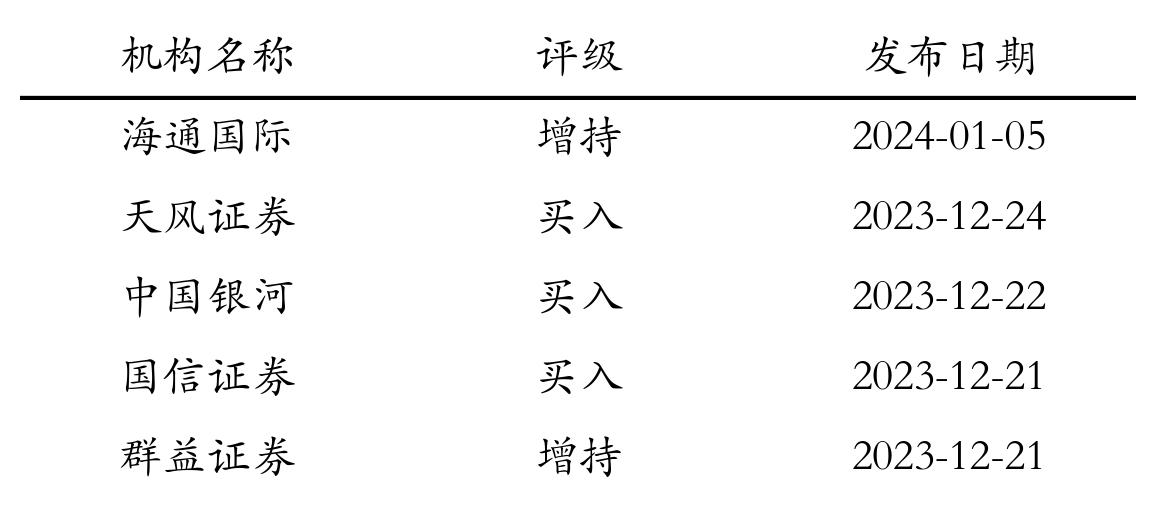 机构名称 评级 发布日期
海通国际 增持 2024-01-05
天风证券 买入 2023-12-24
中国银河 买入 2023-12-22
国信证券 买入 2023-12-21
群益证券 增持 2023-12-21